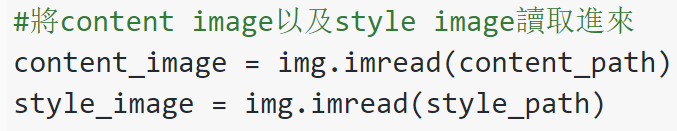 #將content image以及style image讀取進來
content_image = img.imread(content_path)
style_image = img.imread(style_path)